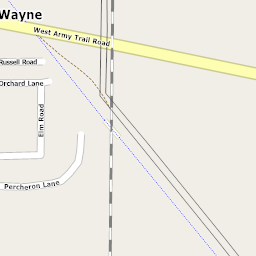 Wayne
West Army Trail Road
Russell Road
Orchard Lane
Elm Road
Percheron Lane